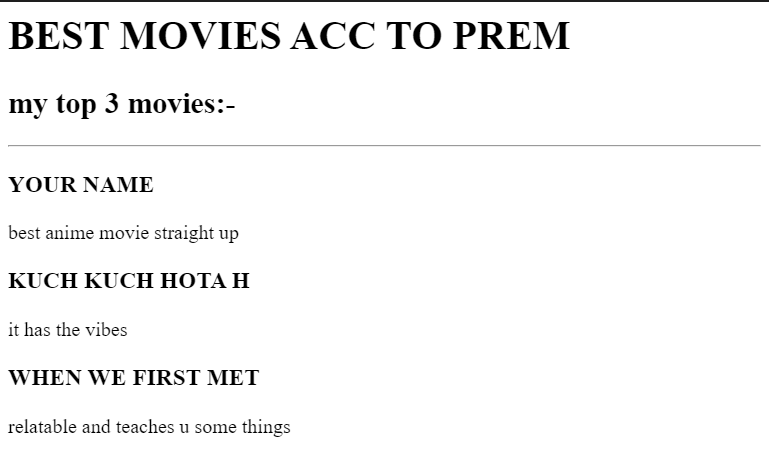 BEST MOVIES ACC TO PREM
my top 3 movies:-
YOUR NAME
best anime movie straight up
KUCH KUCH HOTA H
it has the vibes
WHEN WE FIRST MET
relatable and teaches u some things